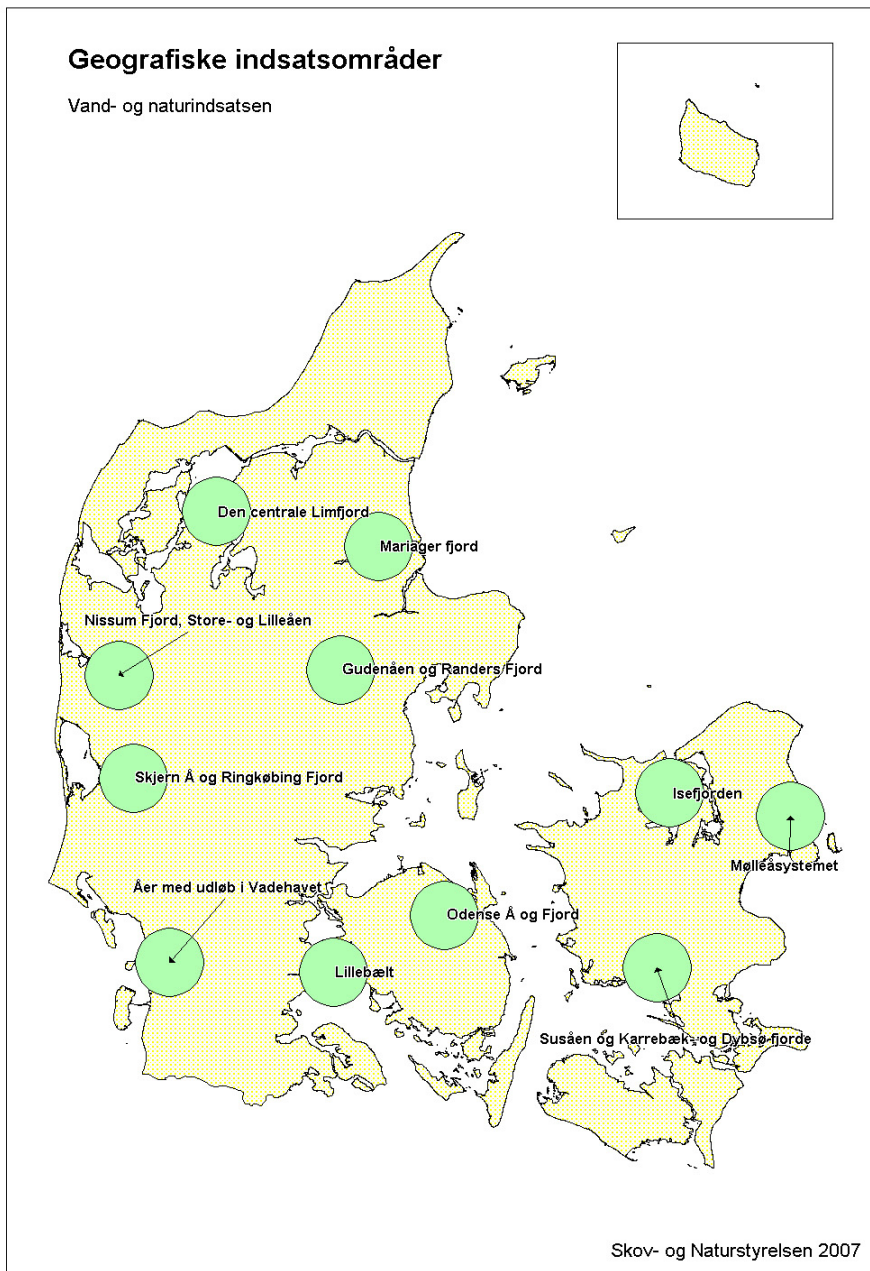 Geografiske indsatsområder
Vand- og naturindsatsen
Den centrale Limfjord
Mariager fjord
Nissum Fjord, Store- og Lilleåen
Gudenåen og Randers Fjord
Skjern Å og Ringkøbing Fjord
Isefjorden
Mølleåsystemet
Åer med udløb i Vadehavet
Odense Å og Fjord
Lillebælt
Susåen og Karrebæk- og Dybsø-fjorde
Skov- og Naturstyrelsen 2007